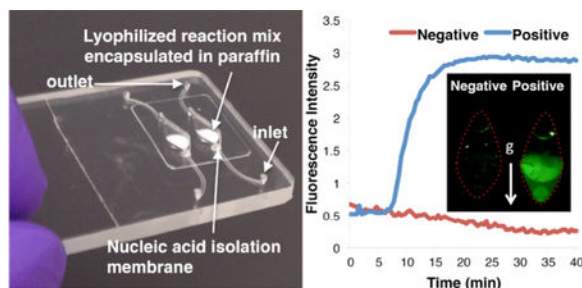 Lyophilized reaction mix
encapsulated in paraffin
outlet
inlet
Nucleic acid isolation
membrane
Negative Positive
3.5
3
2.5
2
1.5
1
0.5
0
Fluorescence Intensity
Negative Positive
g
0 5 10 15 20 25 30 35 40
Time (min)